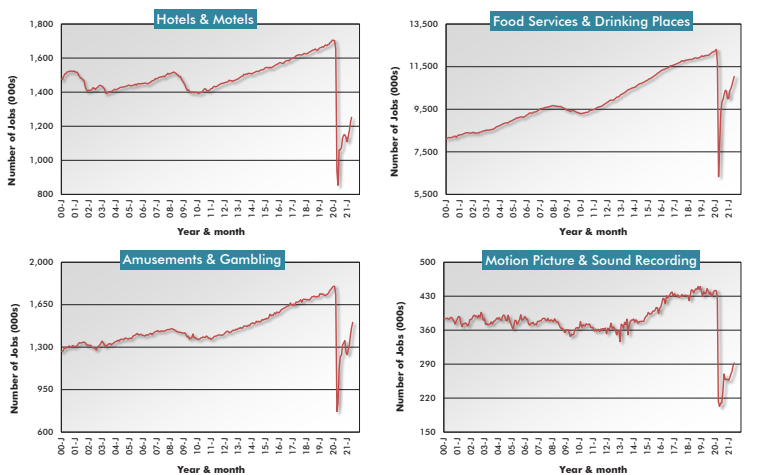 Hotels & Motels
Number of Jobs (000s)
1,800
1,600
1,400
1,200
1,000
800
00-J 01-J 02-J 03-J 04-J 05-J 06-J 07-J 08-J 09-J 10-J 11-J 12-J 13-J 14-J 15-J 16-J 17-J 18-J 19-J 20-J 21-J
Year & month
Food Services & Drinking Places
Number of Jobs (000s)
13,500
11,500
9,500
7,500
5,500
00-J 01-J 02-J 03-J 04-J 05-J 06-J 07-J 08-J 09-J 10-J 11-J 12-J 13-J 14-J 15-J 16-J 17-J 18-J 19-J 20-J 21-J
Year & month
Amusements & Gambling
Number of Jobs (000s)
2,000
1,650
1,300
950
600
00-J 01-J 02-J 03-J 04-J 05-J 06-J 07-J 08-J 09-J 10-J 11-J 12-J 13-J 14-J 15-J 16-J 17-J 18-J 19-J 20-J 21-J
Year & month
Motion Picture & Sound Recording
Number of Jobs (000s)
500
430
360
290
220
150
00-J 01-J 02-J 03-J 04-J 05-J 06-J 07-J 08-J 09-J 10-J 11-J 12-J 13-J 14-J 15-J 16-J 17-J 18-J 19-J 20-J 21-J
Year & month